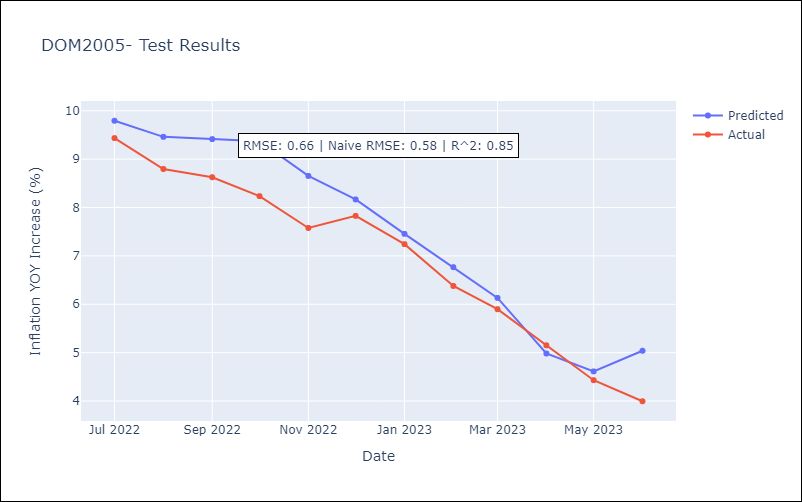 DOM2005- Test Results
Predicted
Actual
RMSE: 0.66 | Naive RMSE: 0.58 | R^2: 0.85
Inflation YOY Increase (%)
10
9
8
7
6
5
4
Jul 2022
Sep 2022
Nov 2022
Jan 2023
Mar 2023
May 2023
Date